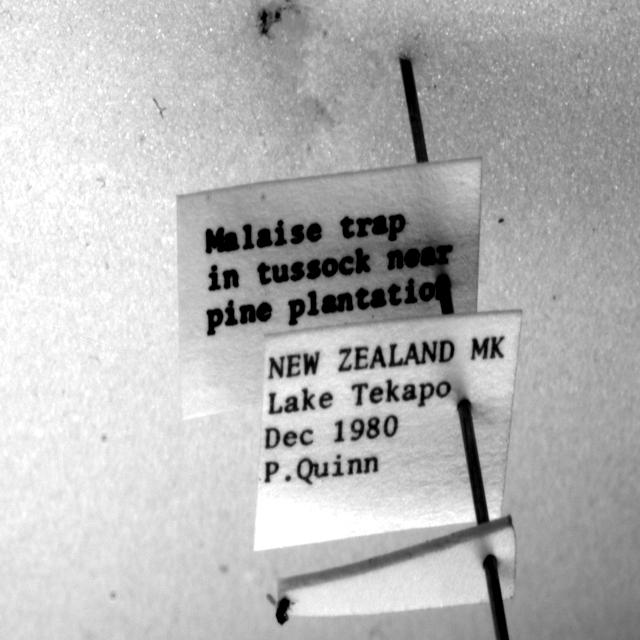 Malaise trap
in tussock near
pine plantatio
NEW ZEALAND MK
Lake Tekapo
Dec 1980
P.Quinn